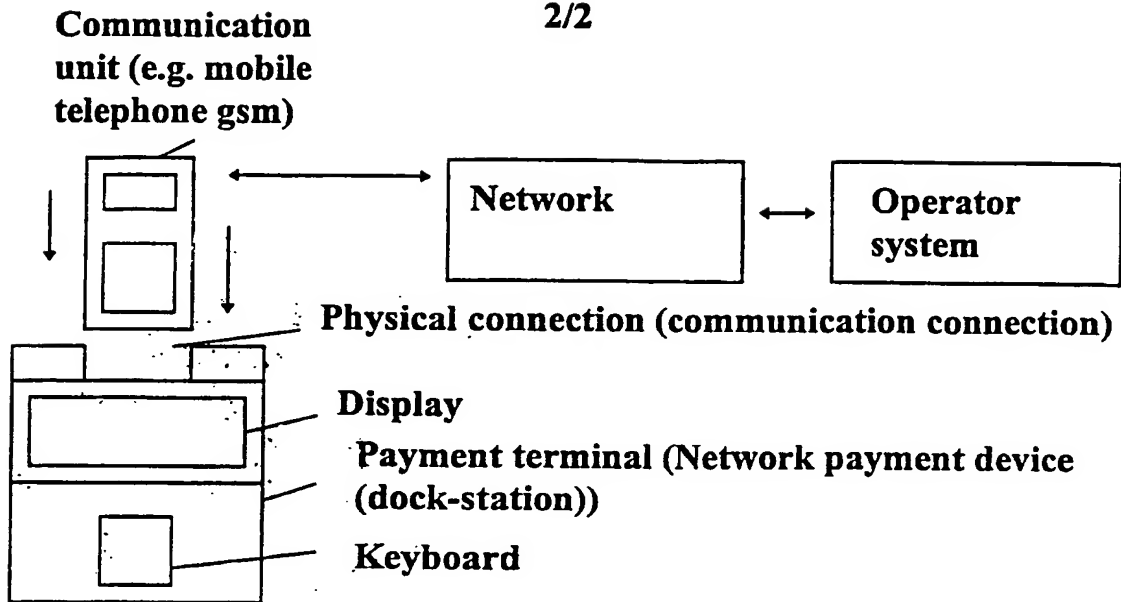 2/2
Communication
unit (e.g. mobile
telephone gsm)
Network
Operator
system
Physical connection (communication connection)
Display
Payment terminal (Network payment device
(dock-station))
Keyboard